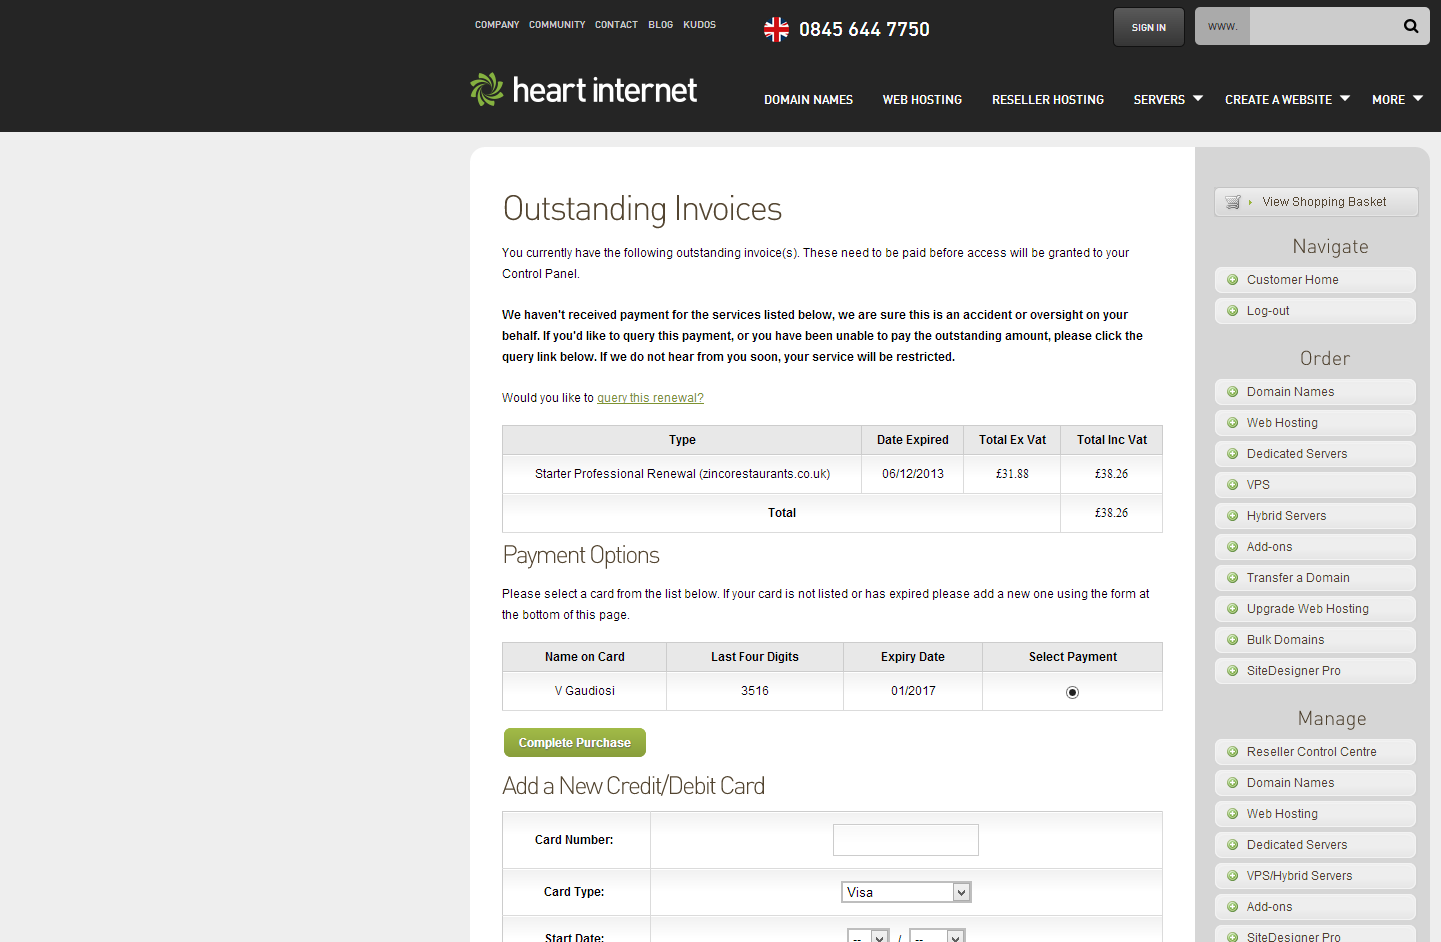 COMPANY COMMUNITY CONTACT BLOG KUDOS
0845 644 7750
SIGN IN
WWW.
heart internet
DOMAIN NAMES WEB HOSTING RESELLER HOSTING SERVERS CREATE A WEBSITE MORE
Outstanding Invoices
You currently have the following outstanding invoice(s). These need to be paid before access will be granted to your
Control Panel.
We haven't received payment for the services listed below, we are sure this is an accident or oversight on your
behalf. If you'd like to query this payment, or you have been unable to pay the outstanding amount, please click the
query link below. If we do not hear from you soon, your service will be restricted.
Would you like to query this renewal?
Type Date Expired Total Ex Vat Total Inc Vat
Starter Professional Renewal (zincorestaurants.co.uk) 06/12/2013 £31.88 £38.26
Total £38.26
Payment Options
Please select a card from the list below. If your card is not listed or has expired please add a new one using the form at
the bottom of this page.
Name on Card Last Four Digits Expiry Date Select Payment
V Gaudiosi 3516 01/2017
Complete Purchase
Add a New Credit/Debit Card
Card Number:
Card Type: Visa
Start Date: -- / --
View Shopping Basket
Navigate
Customer Home
Log-out
Order
Domain Names
Web Hosting
Dedicated Servers
VPS
Hybrid Servers
Add-ons
Transfer a Domain
Upgrade Web Hosting
Bulk Domains
SiteDesigner Pro
Manage
Reseller Control Centre
Domain Names
Web Hosting
Dedicated Servers
VPS/Hybrid Servers
Add-ons
SiteDesigner Pro